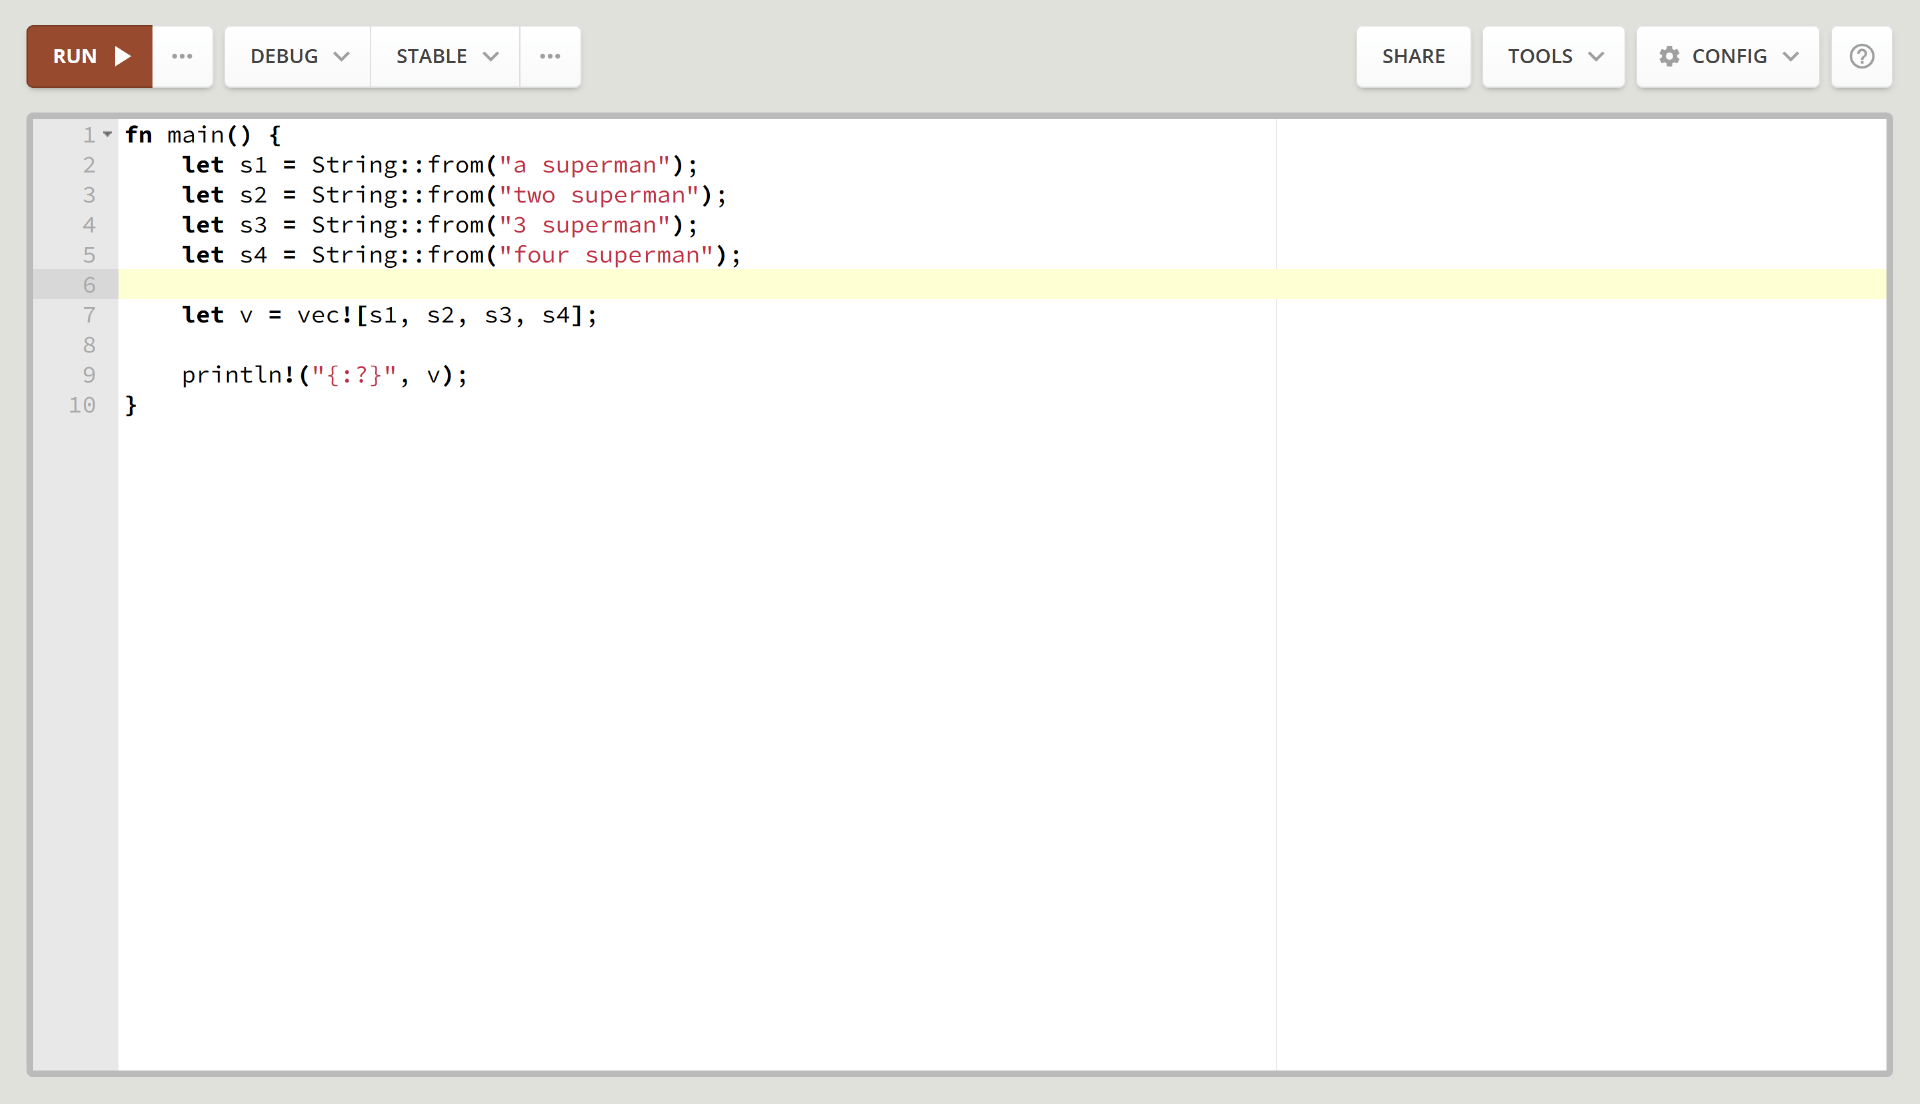 RUN ... DEBUG STABLE ... SHARE TOOLS CONFIG ?
1 fn main() {
2     let s1 = String::from("a superman");
3     let s2 = String::from("two superman");
4     let s3 = String::from("3 superman");
5     let s4 = String::from("four superman");
6
7     let v = vec![s1, s2, s3, s4];
8
9     println!("{:?}", v);
10 }